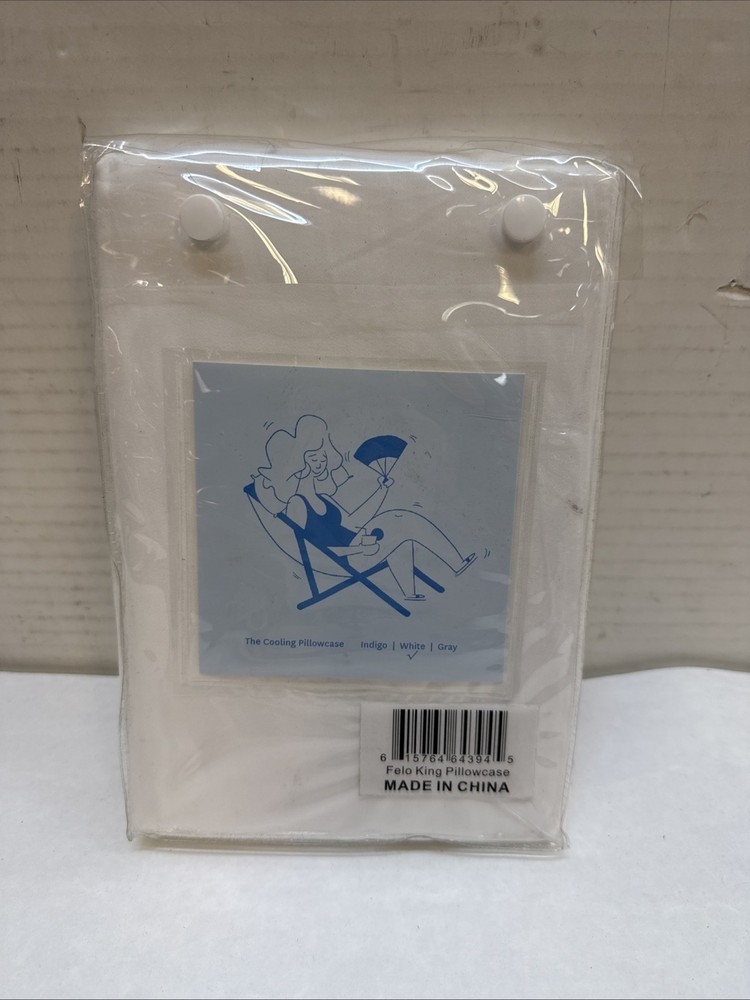 The Cooling Pillowcase Indigo | White | Gray
6 15764 64394 5
Felo King Pillowcase
MADE IN CHINA